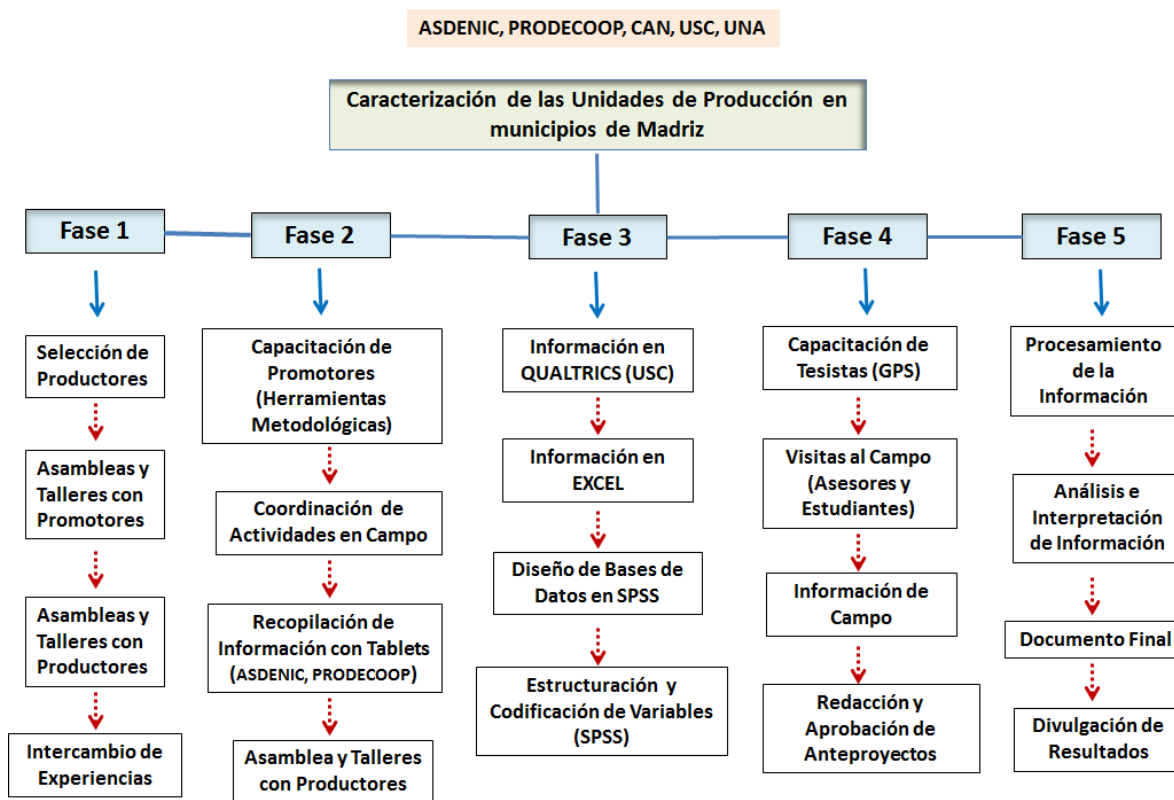 ASDENIC, PRODECOOP, CAN, USC, UNA
Caracterización de las Unidades de Producción en
municipios de Madriz
Fase 1
Selección de
Productores
Asambleas y
Talleres con
Promotores
Asambleas y
Talleres con
Productores
Intercambio de
Experiencias
Fase 2
Capacitación de
Promotores
(Herramientas
Metodológicas)
Coordinación de
Actividades en Campo
Recopilación de
Información con Tablets
(ASDENIC, PRODECOOP)
Asamblea y Talleres
con Productores
Fase 3
Información en
QUALTRICS (USC)
Información en
EXCEL
Diseño de Bases de
Datos en SPSS
Estructuración y
Codificación de Variables
(SPSS)
Fase 4
Capacitación de
Tesistas (GPS)
Visitas al Campo
(Asesores y
Estudiantes)
Información de
Campo
Redacción y
Aprobación de
Anteproyectos
Fase 5
Procesamiento
de la
Información
Análisis e
Interpretación
de Información
Documento Final
Divulgación de
Resultados